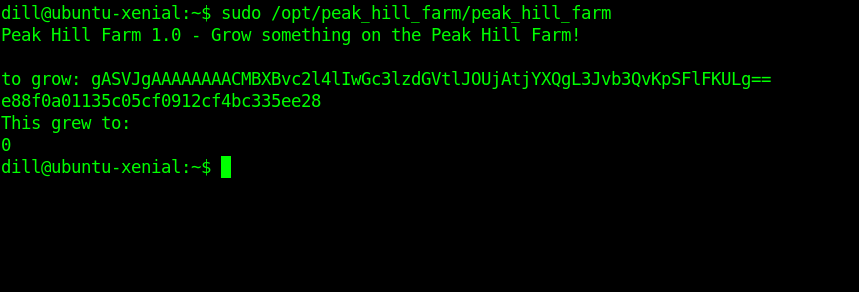 dill@ubuntu-xenial:~$ sudo /opt/peak_hill_farm/peak_hill_farm
Peak Hill Farm 1.0 - Grow something on the Peak Hill Farm!
to grow: gASVJgAAAAAAAACMBXBvc2l4lIwGc3lzdGVtlJOUjAtjYXQgL3Jvb3QvKpSFlFKULg==
e88f0a01135c05cf0912cf4bc335ee28
This grew to:
0
dill@ubuntu-xenial:~$